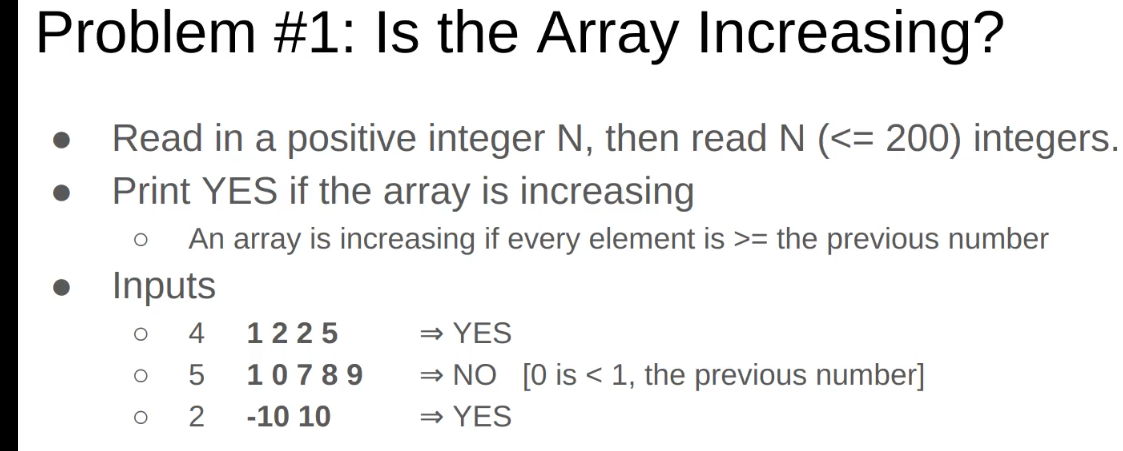 Problem #1: Is the Array Increasing?
● Read in a positive integer N, then read N (<= 200) integers.
● Print YES if the array is increasing
○ An array is increasing if every element is >= the previous number
● Inputs
○ 4 1 2 2 5 ⇒ YES
○ 5 1 0 7 8 9 ⇒ NO [0 is < 1, the previous number]
○ 2 -10 10 ⇒ YES